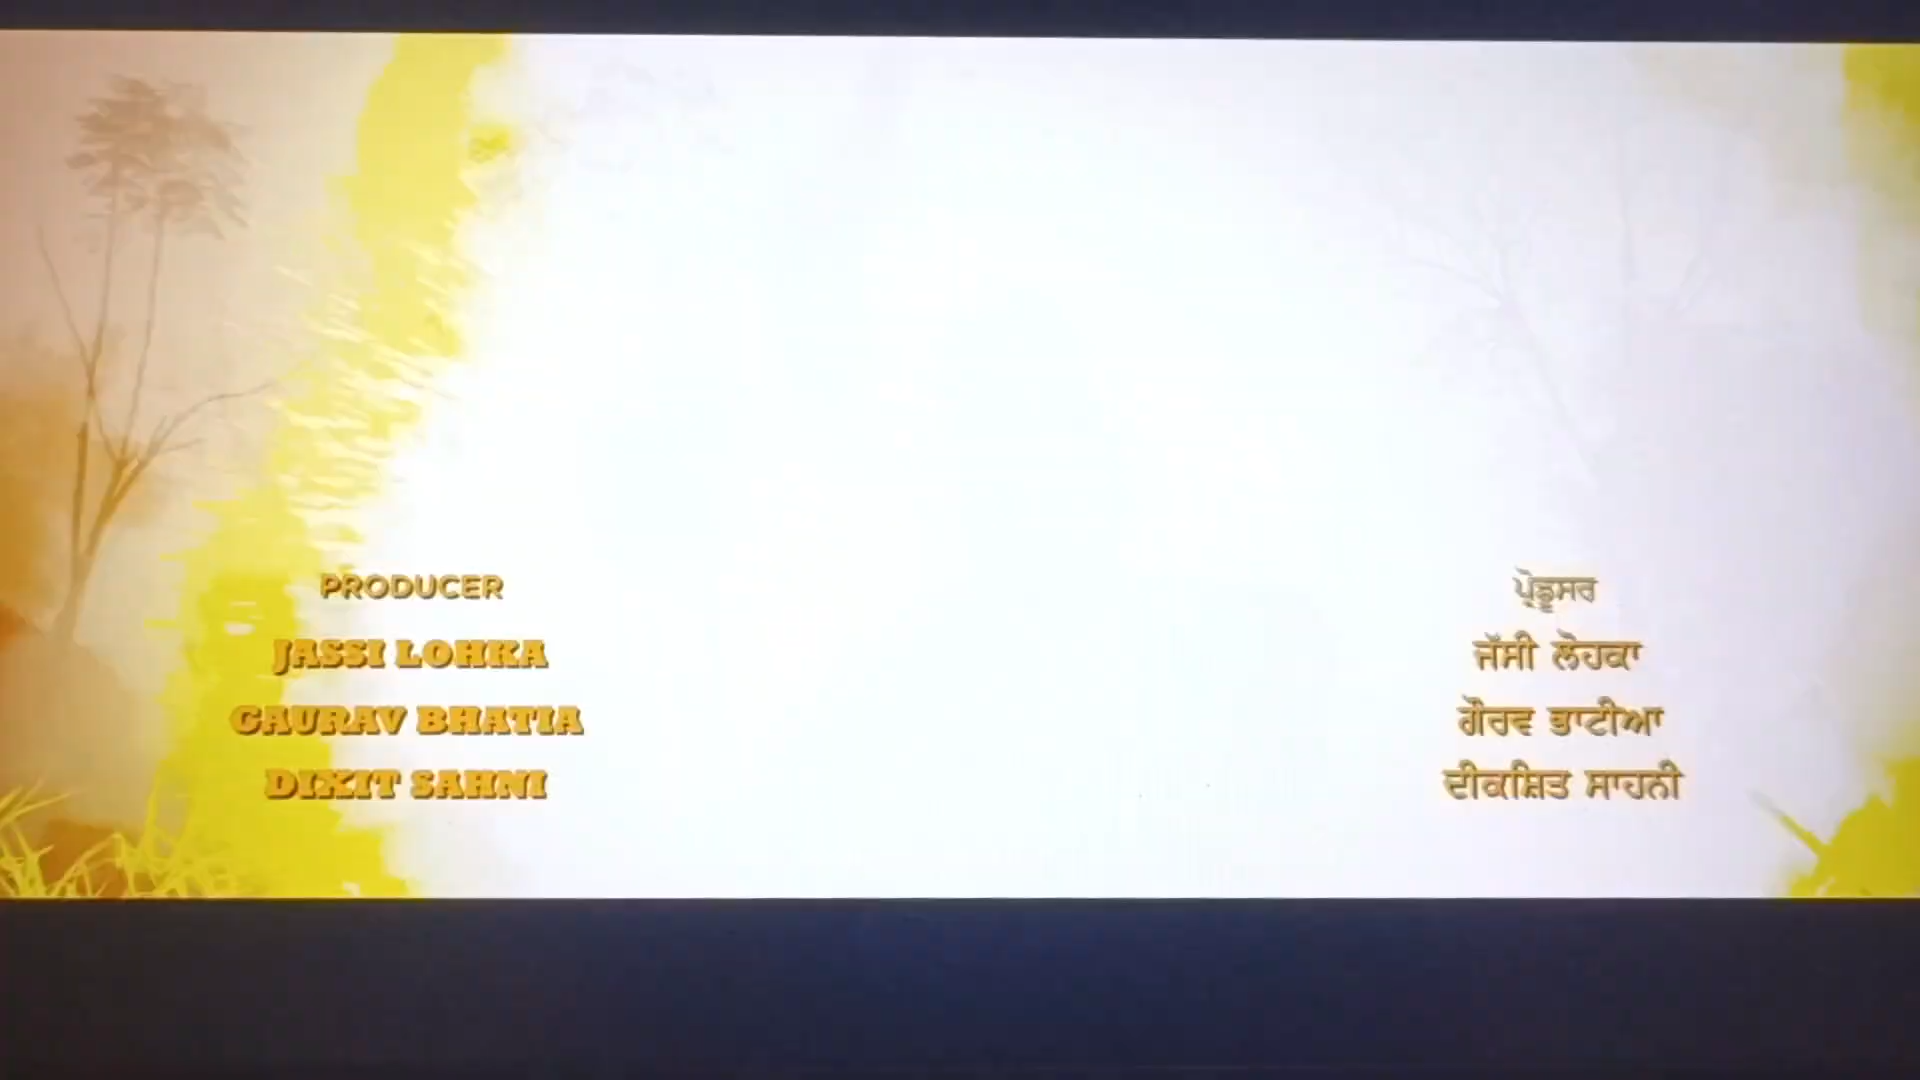 PRODUCER
JASSI LOHKA
GAURAV BHATIA
DIXIT SAHNI
ਪ੍ਰੋਡੂਸਰ
ਜੱਸੀ ਲੋਹਕਾ
ਗੌਰਵ ਭਾਟੀਆ
ਦੀਕਸ਼ਿਤ ਸਾਹਨੀ